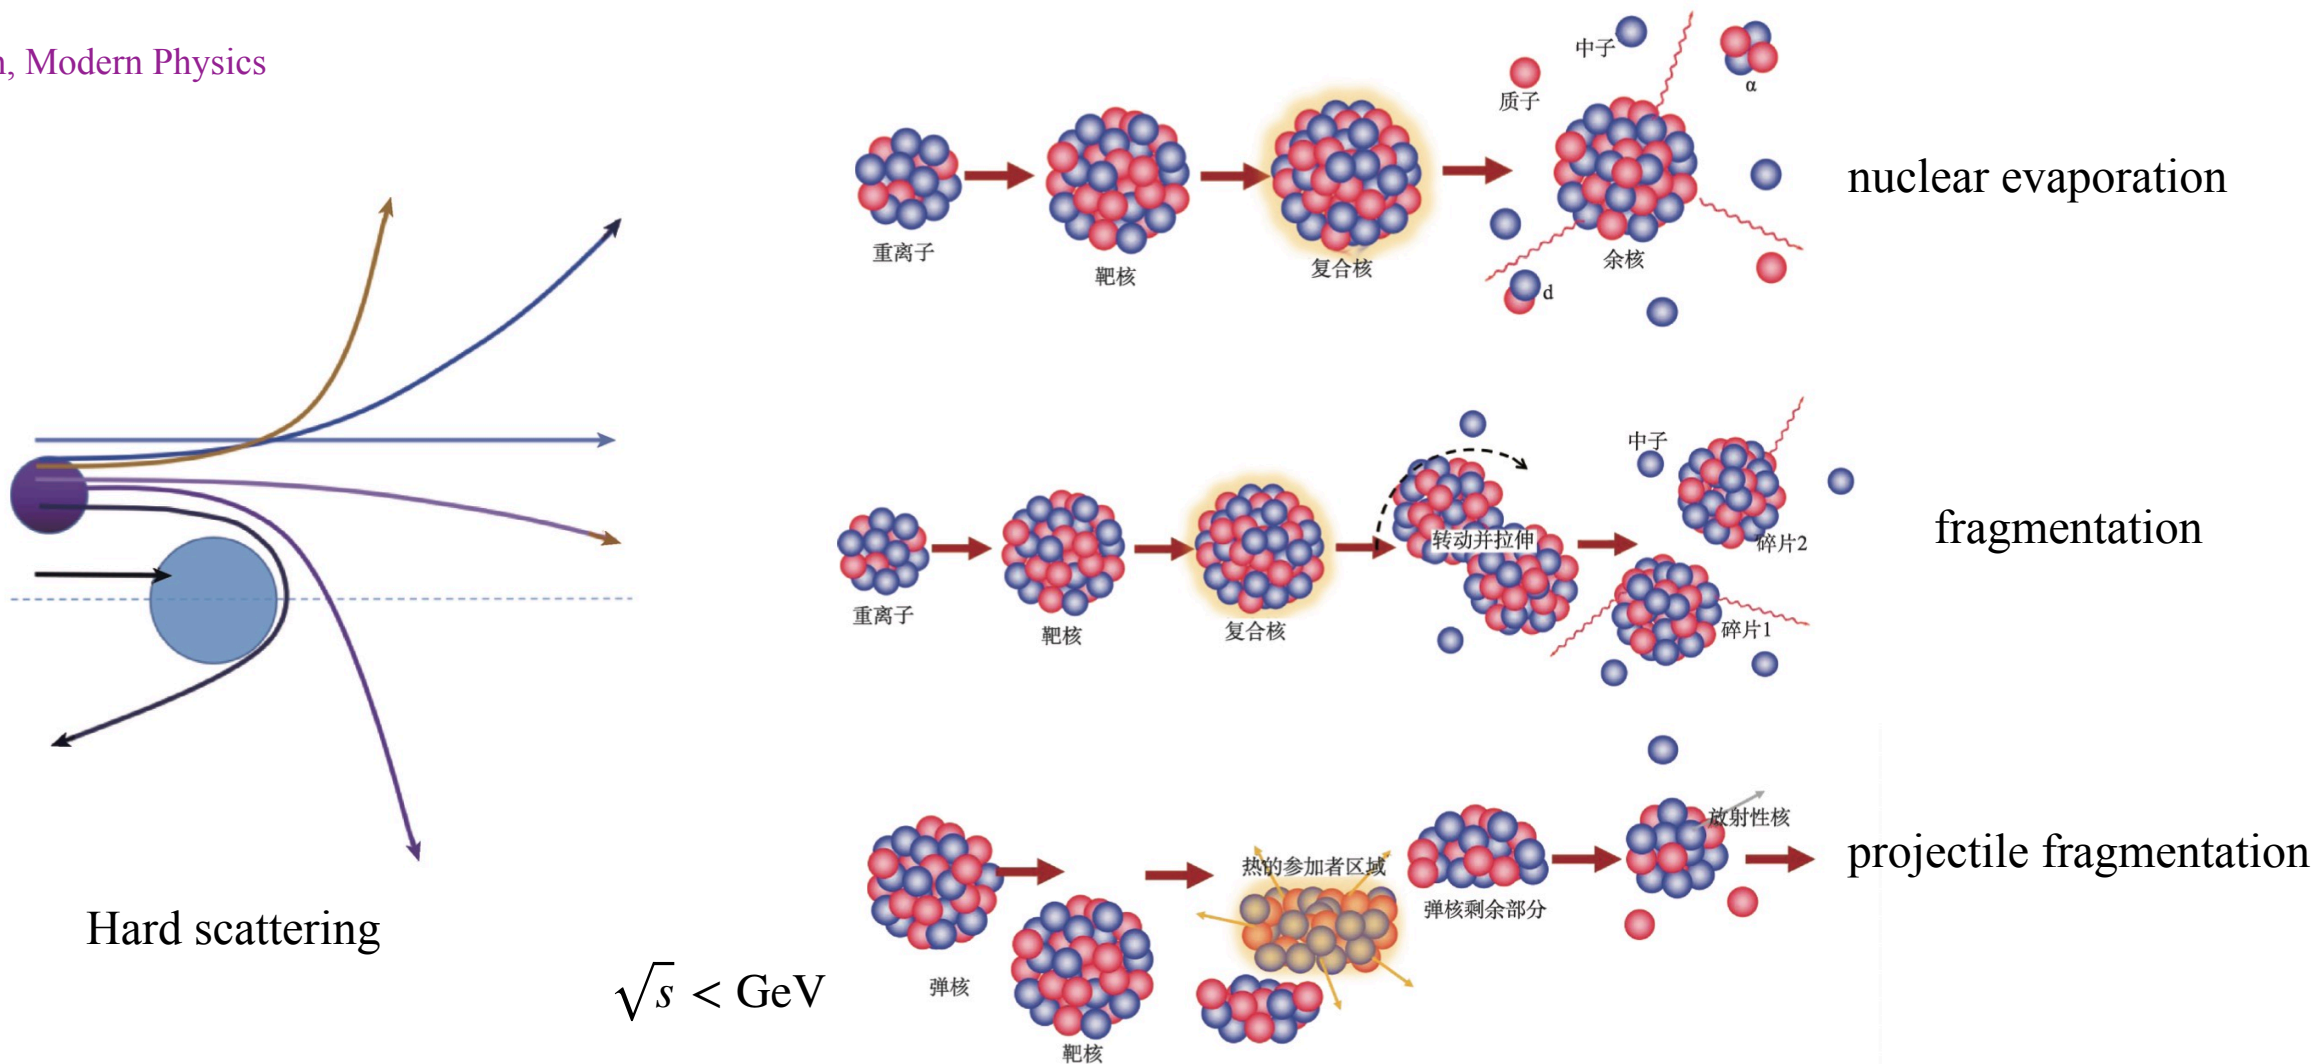 n, Modern Physics
中子
质子
α
重离子
靶核
复合核
余核
d
nuclear evaporation
中子
转动并拉伸
碎片2
重离子
靶核
复合核
碎片1
fragmentation
放射性核
热的参加者区域
弹核剩余部分
projectile fragmentation
弹核
靶核
Hard scattering
√s < GeV